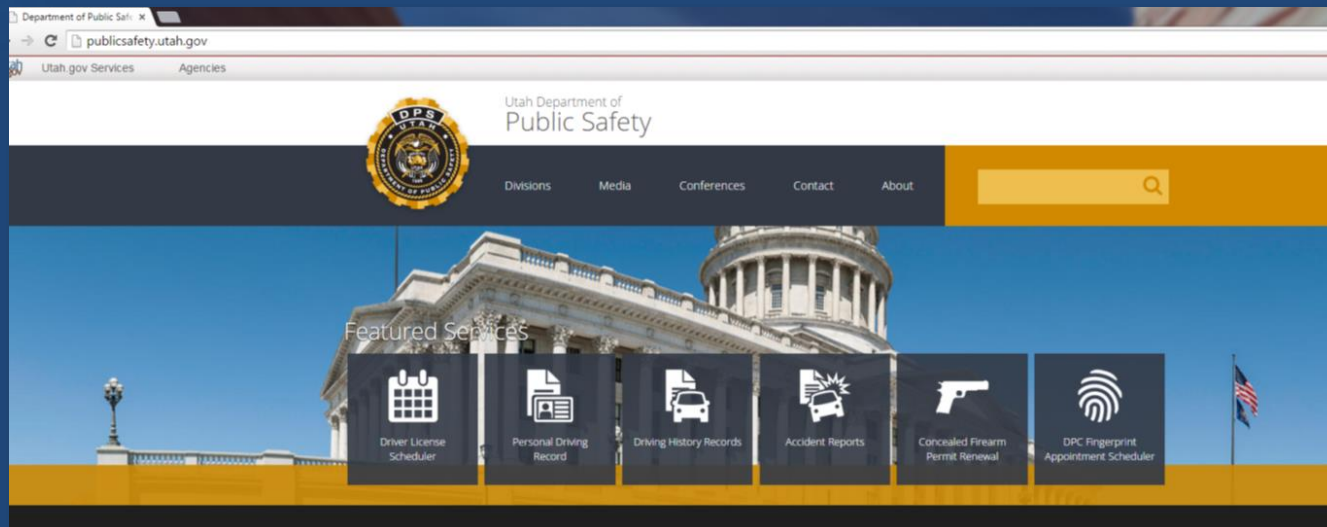 Department of Public Safe
publicsafety.utah.gov
Utah.gov Services
Agencies
Utah Department of
Public Safety
DPS
UTAH
DEPARTMENT OF PUBLIC SAFETY
Divisions
Media
Conferences
Contact
About
Featured Services
Driver License
Scheduler
Personal Driving
Record
Driving History Records
Accident Reports
Concealed Firearm
Permit Renewal
DPC Fingerprint
Appointment Scheduler